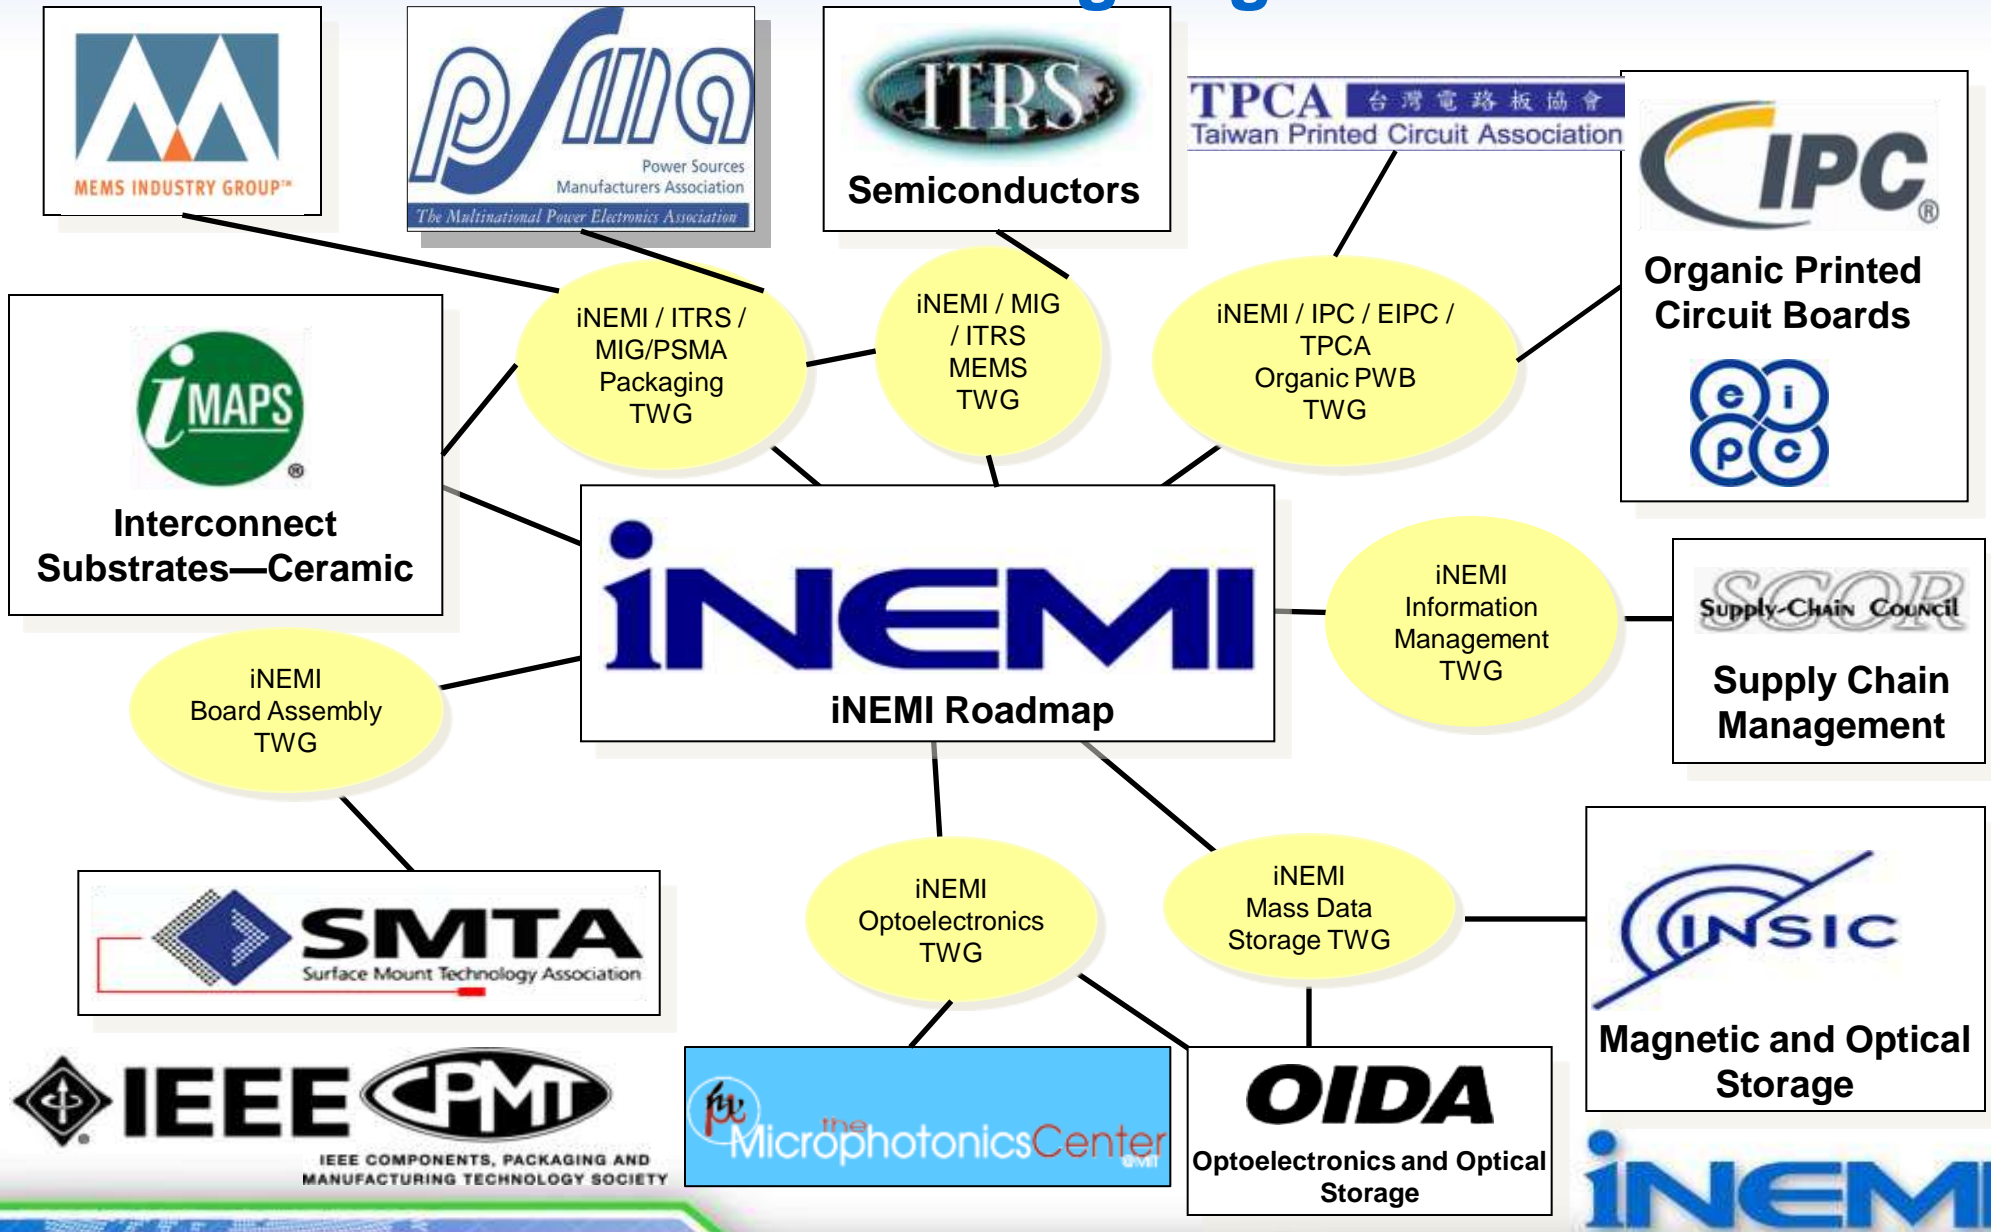 MEMS INDUSTRY GROUP™
psma
Power Sources
Manufacturers Association
The Multinational Power Electronics Association
ITRS
Semiconductors
TPCA 台灣電路板協會
Taiwan Printed Circuit Association
IPC®
Organic Printed
Circuit Boards
e i
p c
iMAPS®
Interconnect
Substrates—Ceramic
iNEMI / ITRS /
MIG/PSMA
Packaging
TWG
iNEMI / MIG
/ ITRS
MEMS
TWG
iNEMI / IPC / EIPC /
TPCA
Organic PWB
TWG
iNEMI
iNEMI Roadmap
iNEMI
Information
Management
TWG
SCOR
Supply-Chain Council
Supply Chain
Management
iNEMI
Board Assembly
TWG
SMTA
Surface Mount Technology Association
iNEMI
Optoelectronics
TWG
iNEMI
Mass Data
Storage TWG
INSIC
Magnetic and Optical
Storage
IEEE CPMT
IEEE COMPONENTS, PACKAGING AND
MANUFACTURING TECHNOLOGY SOCIETY
the
MicrophotonicsCenter
@MIT
OIDA
Optoelectronics and Optical
Storage
iNEMI